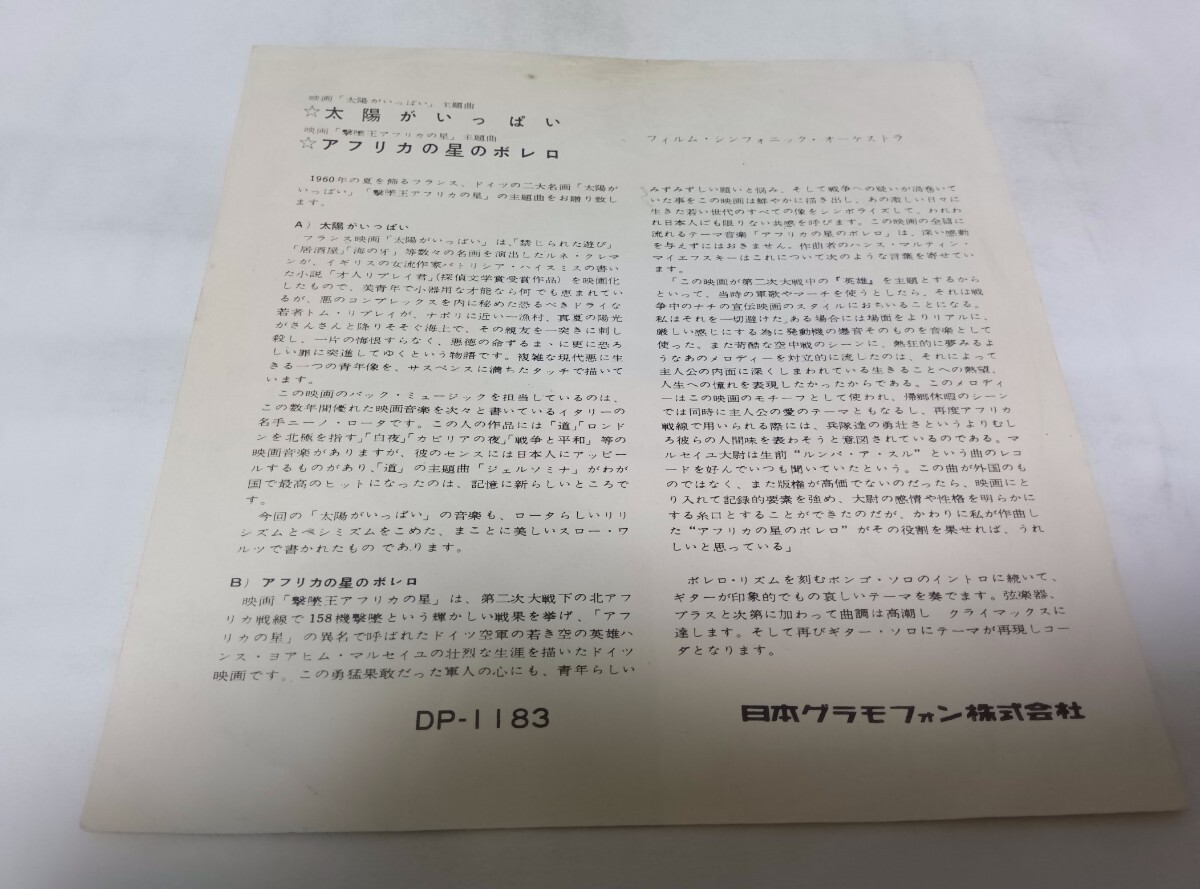 映画「太陽がいっぱい」主題曲
☆太陽がいっぱい
映画「撃墜王アフリカの星」主題曲
☆アフリカの星のボレロ
フィルム・シンフォニック・オーケストラ
1960年の夏を飾るフランス、ドイツの二大名画「太陽が
いっぱい」「撃墜王アフリカの星」の主題曲をお贈り致し
ます。
A) 太陽がいっぱい
フランス映画「太陽がいっぱい」は、「禁じられた遊び」
「居酒屋」「海の牙」等数々の名画を演出したルネ・クレマ
ンが、イギリスの女流作家パトリシア・ハイスミスの書い
た小説「才人リプレイ君」(探偵文学賞受賞作品)を映画化
したもので、美青年で小器用な才能なら何でも恵まれてい
るが、悪のコンプレックスを内に秘めた恐るべきドライな
若者トム・リプレイが、ナポリに近い一漁村、真夏の陽光
がさんさんと降りそそぐ海上で、その親友を一突きに刺し
殺し、一片の悔恨すらなく、悪徳の命ずるまゝに更に恐ろ
しい罪に突進してゆくという物語です。複雑な現代悪に生
きる一つの青年像を、サスペンスに満ちたタッチで描いて
います。
この映画のバック・ミュージックを担当しているのは、
この数年間優れた映画音楽を次々と書いているイタリーの
名手ニーノ・ロータです。この人の作品には「道」「ロンド
ンを北極を指す」「白夜」「カビリアの夜」「戦争と平和」等の
映画音楽がありますが、彼のセンスには日本人にアッピー
ルするものがあり、「道」の主題曲「ジェルソミナ」がわが
国で最高のヒットになったのは、記憶に新らしいところで
す。
今回の「太陽がいっぱい」の音楽も、ロータらしいリリ
シズムとペシミズムをこめた、まことに美しいスロー・ワ
ルツで書かれたものであります。
B) アフリカの星のボレロ
映画「撃墜王アフリカの星」は、第二次大戦下の北アフ
リカ戦線で158機撃墜という輝かしい戦果を挙げ、「アフ
リカの星」の異名で呼ばれたドイツ空軍の若き空の英雄ハ
ンス・ヨアヒム・マルセイユの壮烈な生涯を描いたドイツ
映画です。この勇猛果敢だった軍人の心にも、青年らしい
みずみずしい願いと悩み、そして戦争への疑いが渦巻いて
いた事をこの映画は鮮やかに描き出し、あの激しい日々に
生きた若い世代のすべての像をシンボライズして、われわ
れ日本人にも限りない共感を呼びます。この映画の全篇に
流れるテーマ音楽「アフリカの星のボレロ」は、深い感動
を与えずにはおきません。作曲者のハンス・マルティン・
マイエフスキーはこれについて次のような言葉を寄せてい
ます。
「この映画が第二次大戦中の『英雄』を主題とするから
といって、当時の軍歌やマーチを使うとしたら、それは戦
争中のナチの宣伝映画のスタイルにおちいることになる。
私はそれを一切避けた。ある場合には場面をよりリアルに、
厳しい感じにする為に発動機の爆音そのものを音楽として
使った。また苛酷な空中戦のシーンに、熱狂的に夢みるよ
うなあのメロディーを対立的に流したのは、それによって
主人公の内面に深くしまわれている生きることへの熱望、
人生への憧れを表現したかったからである。このメロディ
ーはこの映画のモチーフとして使われ、帰郷休暇のシーン
では同時に主人公の愛のテーマともなるし、再度アフリカ
戦線で用いられる際には、兵隊達の勇壮さというよりむし
ろ彼らの人間味を表わそうと意図されているのである。マ
ルセイユ大尉は生前“ルンバ・ア・スル”という曲のレコ
ードを好んでいつも聞いていたという。この曲が外国のも
のではなく、また版権が高価でないのだったら、映画にと
り入れて記録的要素を強め、大尉の感情や性格を明らかに
する糸口とすることができたのだが、かわりに私が作曲し
た“アフリカの星のボレロ”がその役割を果せれば、うれ
しいと思っている」
ボレロ・リズムを刻むボンゴ・ソロのイントロに続いて、
ギターが印象的でもの哀しいテーマを奏でます。弦楽器、
ブラスと次第に加わって曲調は高潮し クライマックスに
達します。そして再びギター・ソロにテーマが再現しコー
ダとなります。
DP-1183
日本グラモフォン株式会社